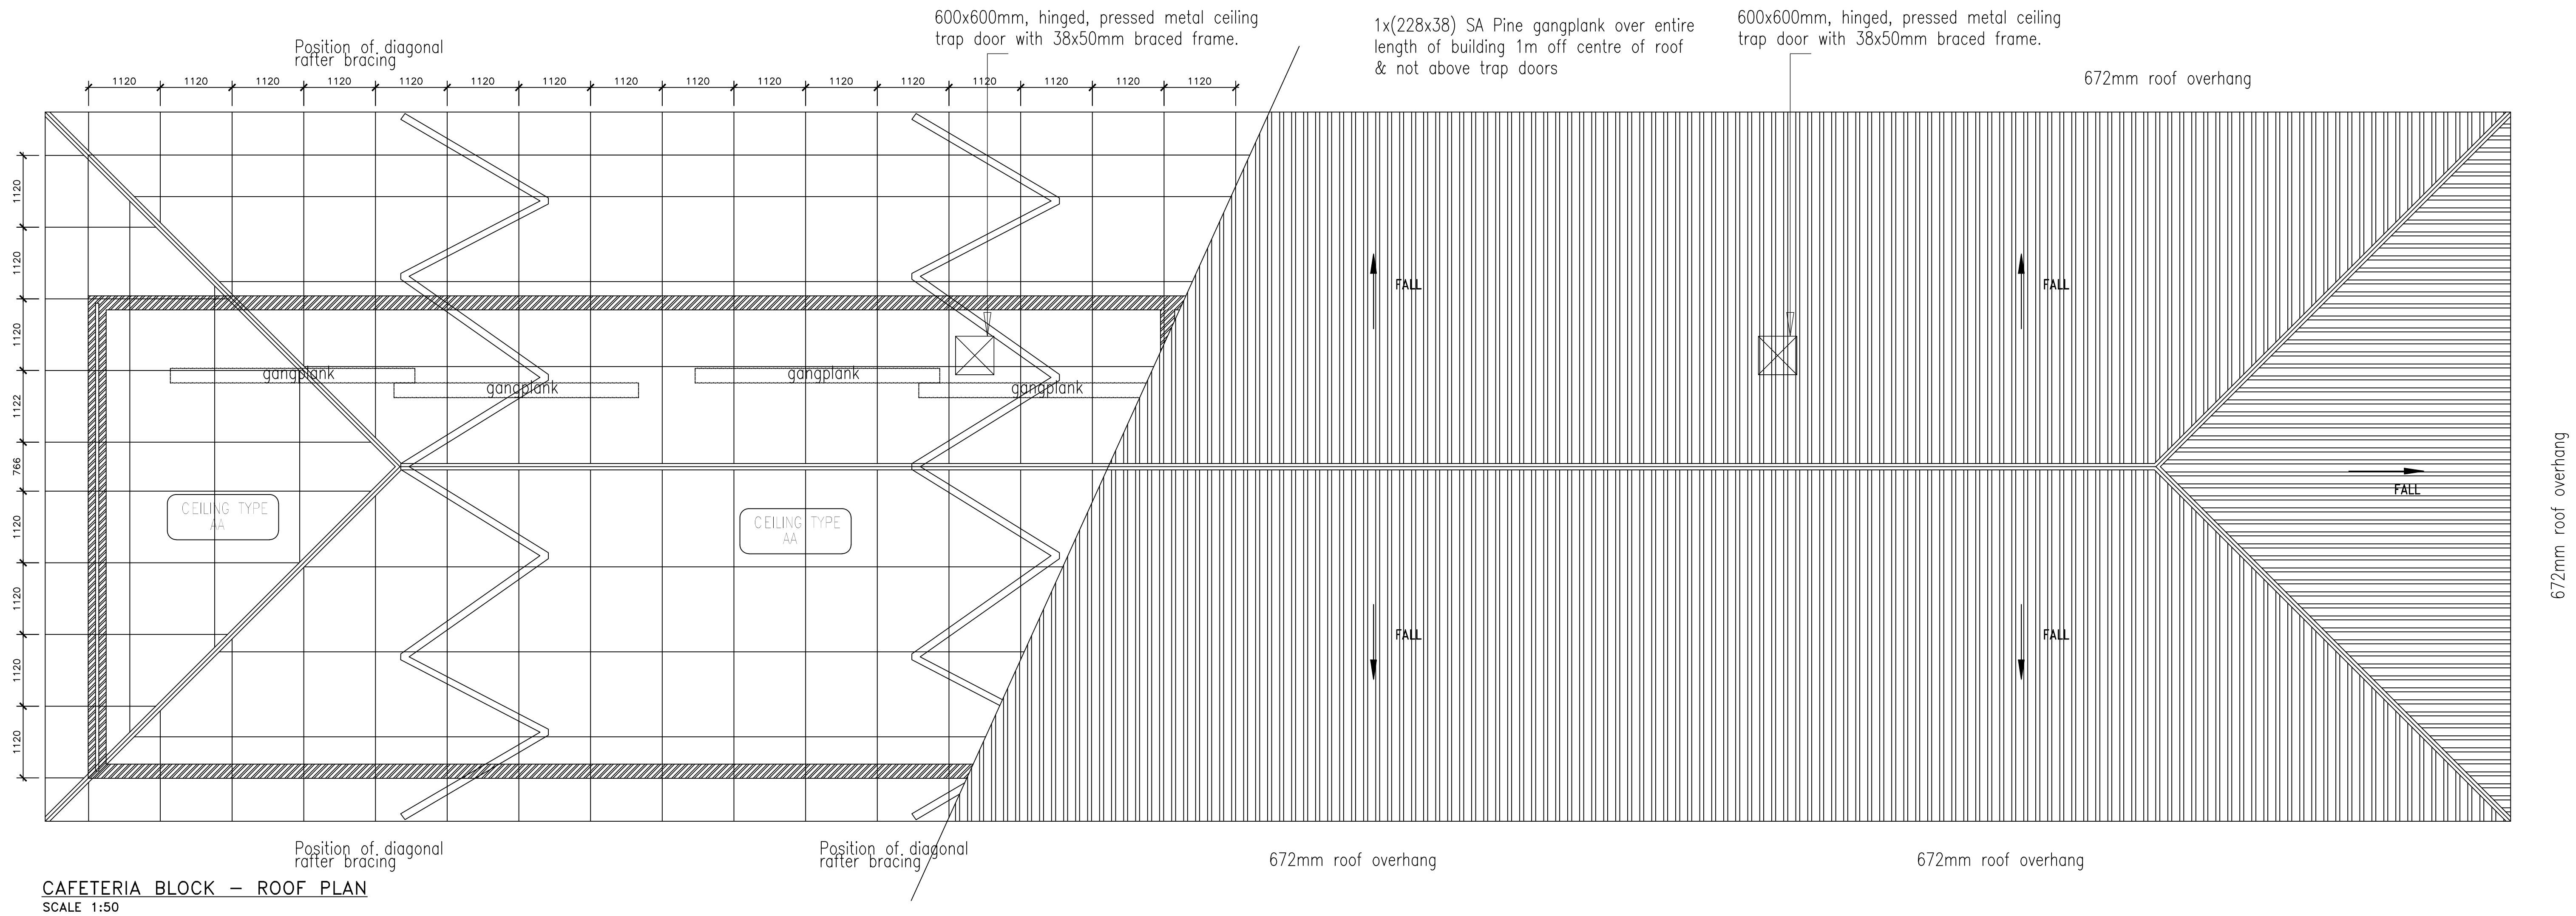 600x600mm, hinged, pressed metal ceiling
trap door with 38x50mm braced frame.
1x(228x38) SA Pine gangplank over entire
length of building 1m off centre of roof
& not above trap doors
600x600mm, hinged, pressed metal ceiling
trap door with 38x50mm braced frame.
Position of diagonal
rafter bracing
672mm roof overhang
1120 1120 1120 1120 1120 1120 1120 1120 1120 1120 1120 1120 1120 1120 1120 1120
1120
1120
1120
1122
766
1120
1120
1120
1120
FALL
FALL
gangplank
gangplank
gangplank
gangplank
CEILING TYPE
AA
CEILING TYPE
AA
FALL
672mm roof overhang
FALL
FALL
Position of diagonal
rafter bracing
Position of diagonal
rafter bracing
672mm roof overhang
672mm roof overhang
CAFETERIA BLOCK – ROOF PLAN
SCALE 1:50